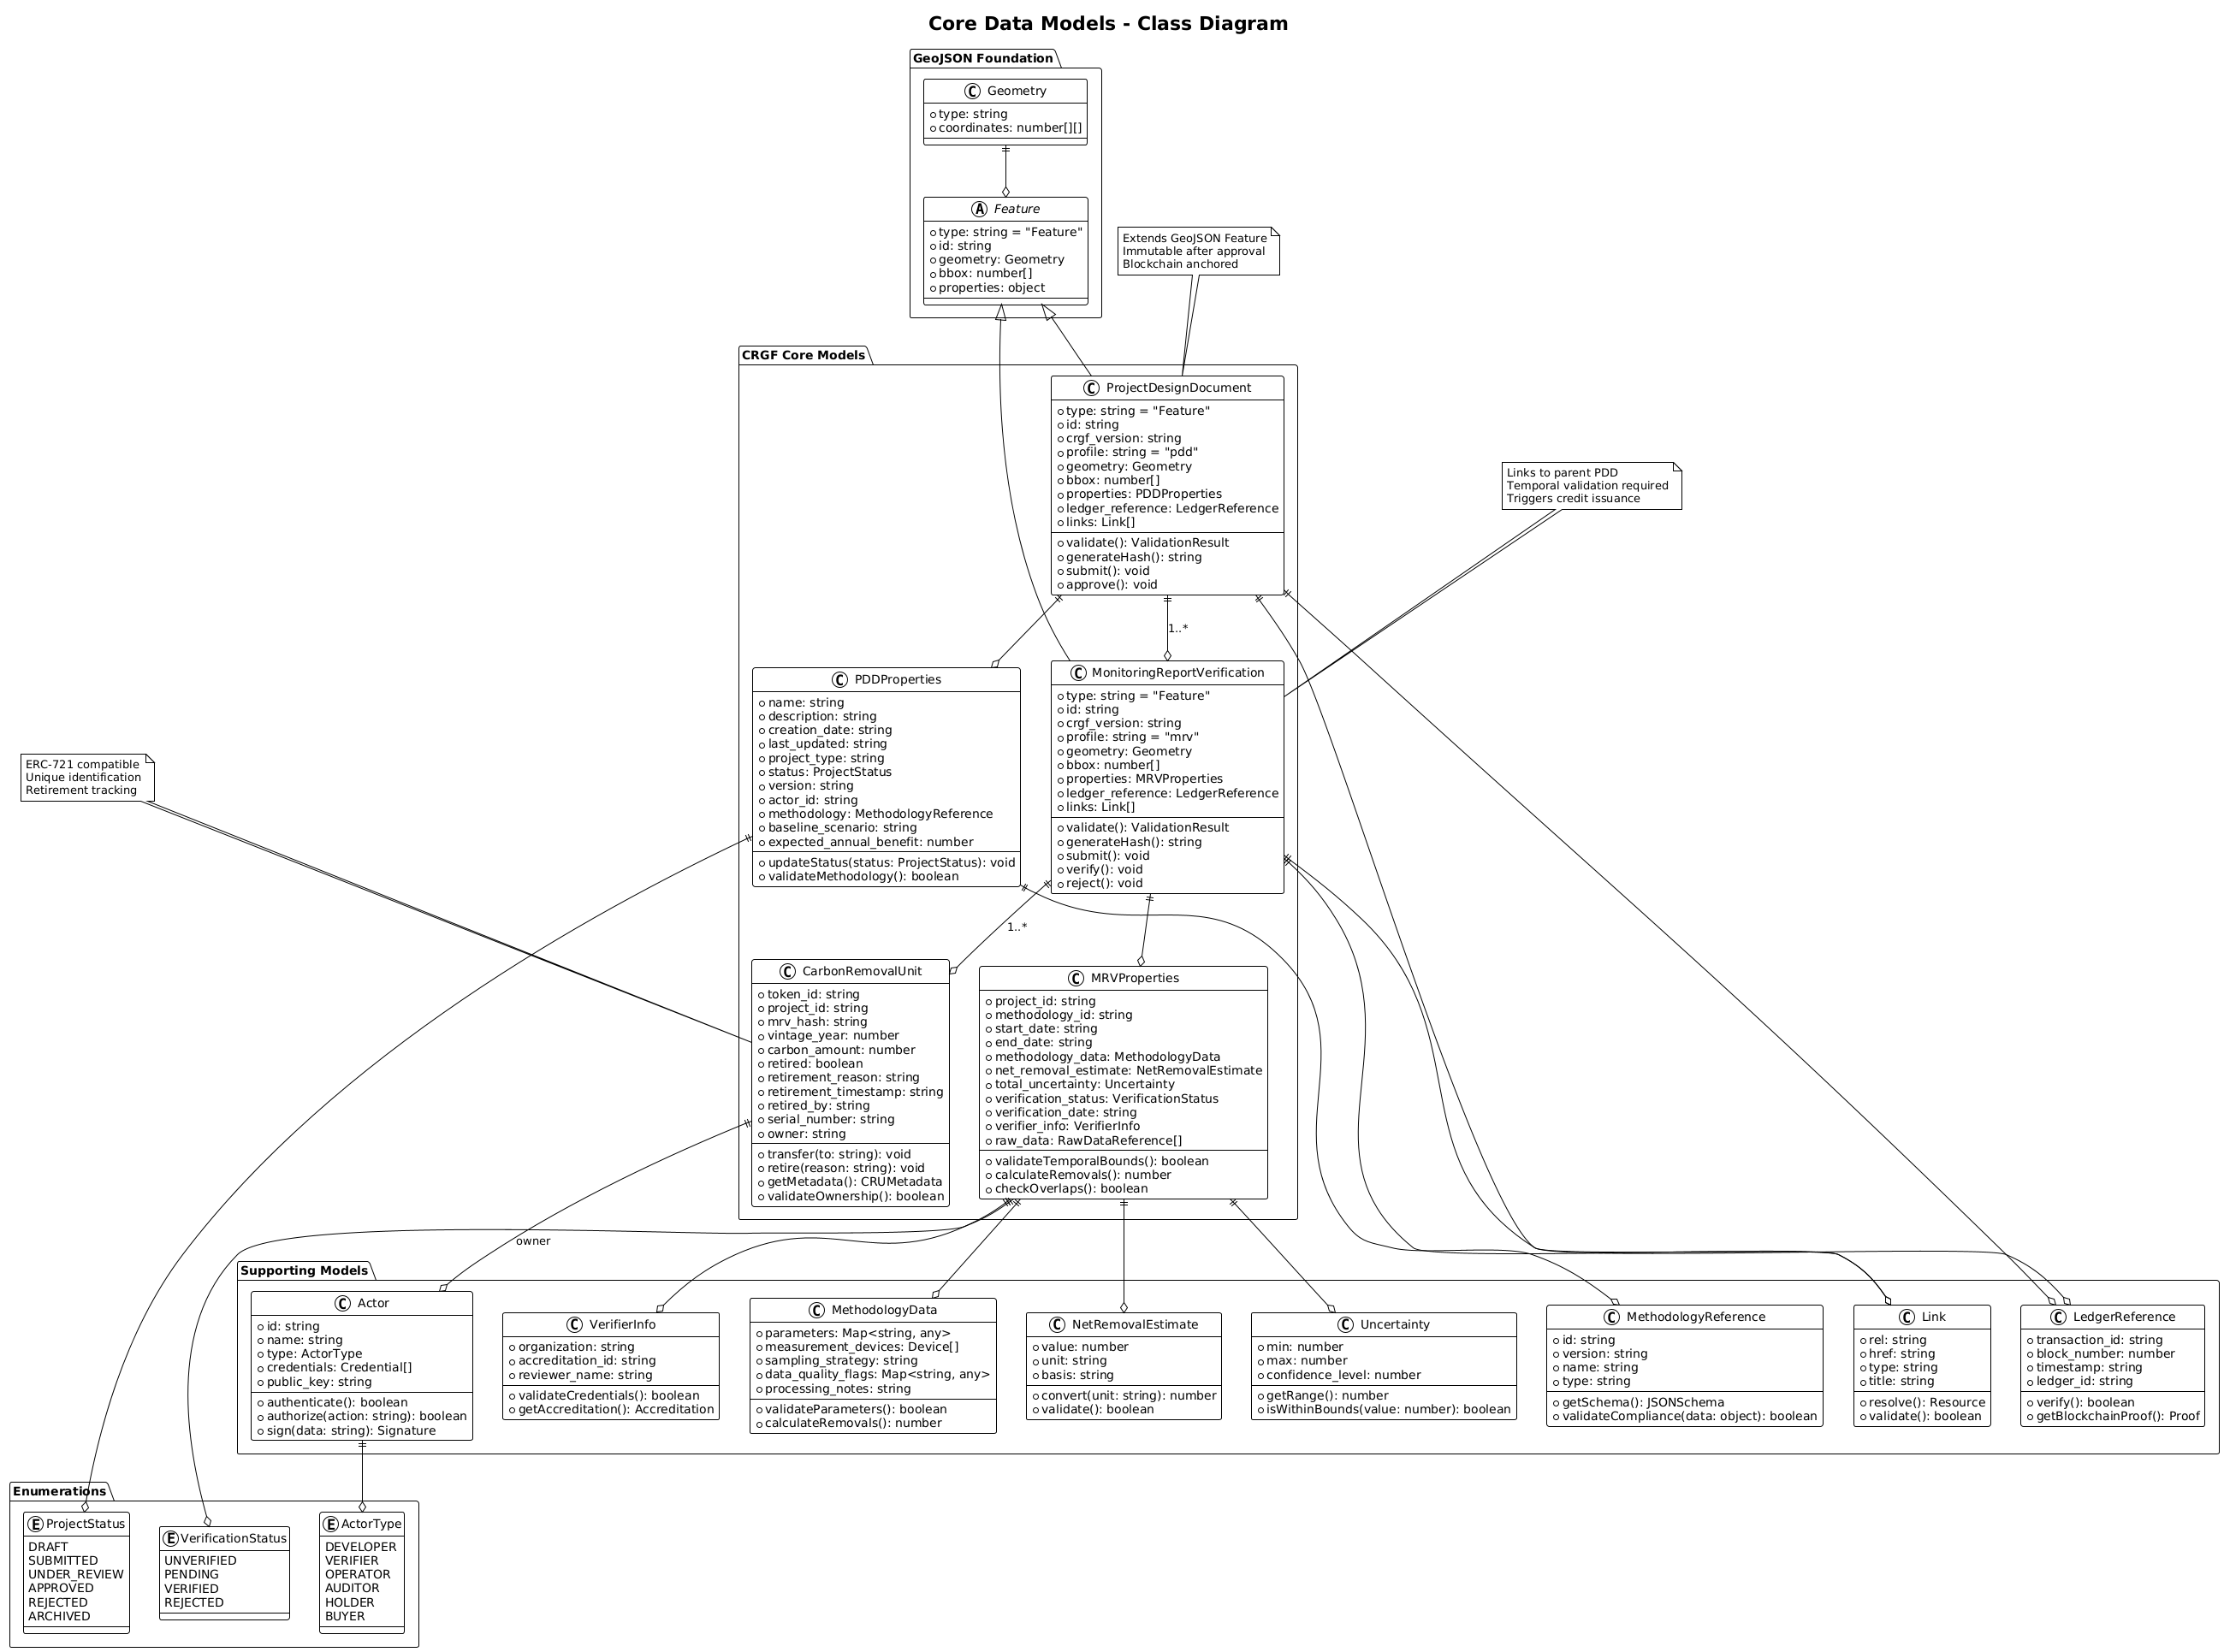 Core Data Models - Class Diagram
GeoJSON Foundation
C Geometry
type: string
coordinates: number[][]
A Feature
type: string = "Feature"
id: string
geometry: Geometry
bbox: number[]
properties: object
Extends GeoJSON Feature
Immutable after approval
Blockchain anchored
CRGF Core Models
C ProjectDesignDocument
type: string = "Feature"
id: string
crgf_version: string
profile: string = "pdd"
geometry: Geometry
bbox: number[]
properties: PDDProperties
ledger_reference: LedgerReference
links: Link[]
validate(): ValidationResult
generateHash(): string
submit(): void
approve(): void
Links to parent PDD
Temporal validation required
Triggers credit issuance
1..*
C PDDProperties
name: string
description: string
creation_date: string
last_updated: string
project_type: string
status: ProjectStatus
version: string
actor_id: string
methodology: MethodologyReference
baseline_scenario: string
expected_annual_benefit: number
updateStatus(status: ProjectStatus): void
validateMethodology(): boolean
C MonitoringReportVerification
type: string = "Feature"
id: string
crgf_version: string
profile: string = "mrv"
geometry: Geometry
bbox: number[]
properties: MRVProperties
ledger_reference: LedgerReference
links: Link[]
validate(): ValidationResult
generateHash(): string
submit(): void
verify(): void
reject(): void
ERC-721 compatible
Unique identification
Retirement tracking
1..*
C CarbonRemovalUnit
token_id: string
project_id: string
mrv_hash: string
vintage_year: number
carbon_amount: number
retired: boolean
retirement_reason: string
retirement_timestamp: string
retired_by: string
serial_number: string
owner: string
transfer(to: string): void
retire(reason: string): void
getMetadata(): CRUMetadata
validateOwnership(): boolean
C MRVProperties
project_id: string
methodology_id: string
start_date: string
end_date: string
methodology_data: MethodologyData
net_removal_estimate: NetRemovalEstimate
total_uncertainty: Uncertainty
verification_status: VerificationStatus
verification_date: string
verifier_info: VerifierInfo
raw_data: RawDataReference[]
validateTemporalBounds(): boolean
calculateRemovals(): number
checkOverlaps(): boolean
owner
Supporting Models
C Actor
id: string
name: string
type: ActorType
credentials: Credential[]
public_key: string
authenticate(): boolean
authorize(action: string): boolean
sign(data: string): Signature
C VerifierInfo
organization: string
accreditation_id: string
reviewer_name: string
validateCredentials(): boolean
getAccreditation(): Accreditation
C MethodologyData
parameters: Map<string, any>
measurement_devices: Device[]
sampling_strategy: string
data_quality_flags: Map<string, any>
processing_notes: string
validateParameters(): boolean
calculateRemovals(): number
C NetRemovalEstimate
value: number
unit: string
basis: string
convert(unit: string): number
validate(): boolean
C Uncertainty
min: number
max: number
confidence_level: number
getRange(): number
isWithinBounds(value: number): boolean
C MethodologyReference
id: string
version: string
name: string
type: string
getSchema(): JSONSchema
validateCompliance(data: object): boolean
C Link
rel: string
href: string
type: string
title: string
resolve(): Resource
validate(): boolean
C LedgerReference
transaction_id: string
block_number: number
timestamp: string
ledger_id: string
verify(): boolean
getBlockchainProof(): Proof
Enumerations
E ProjectStatus
DRAFT
SUBMITTED
UNDER_REVIEW
APPROVED
REJECTED
ARCHIVED
E VerificationStatus
UNVERIFIED
PENDING
VERIFIED
REJECTED
E ActorType
DEVELOPER
VERIFIER
OPERATOR
AUDITOR
HOLDER
BUYER